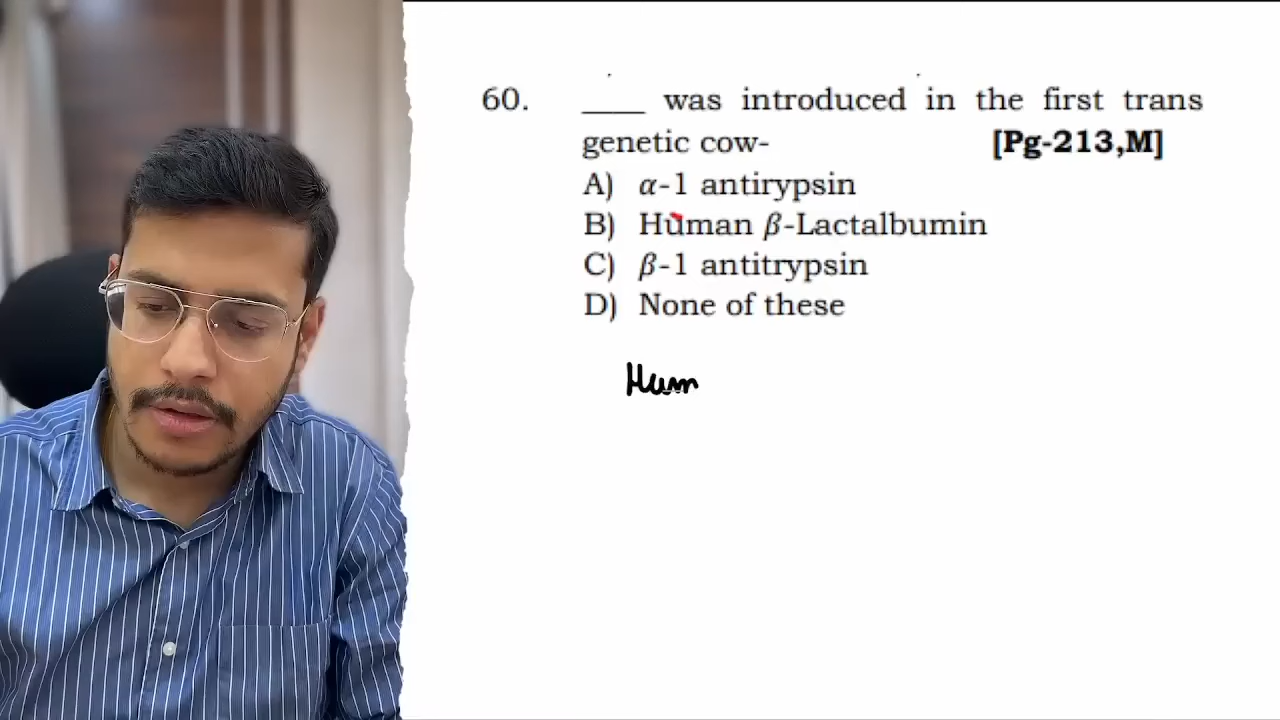 60. ____ was introduced in the first trans
genetic cow- [Pg-213,M]
A) α-1 antirypsin
B) Human β-Lactalbumin
C) β-1 antitrypsin
D) None of these
Hum